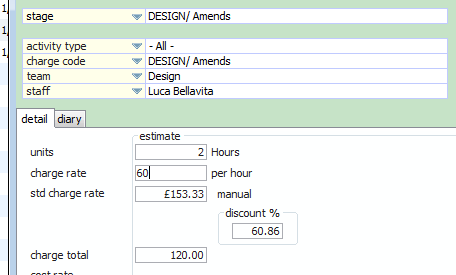 stage DESIGN/ Amends
activity type - All -
charge code DESIGN/ Amends
team Design
staff Luca Bellavita
detail diary
estimate
units 2 Hours
charge rate 60 per hour
std charge rate £153.33 manual
discount %
60.86
charge total 120.00